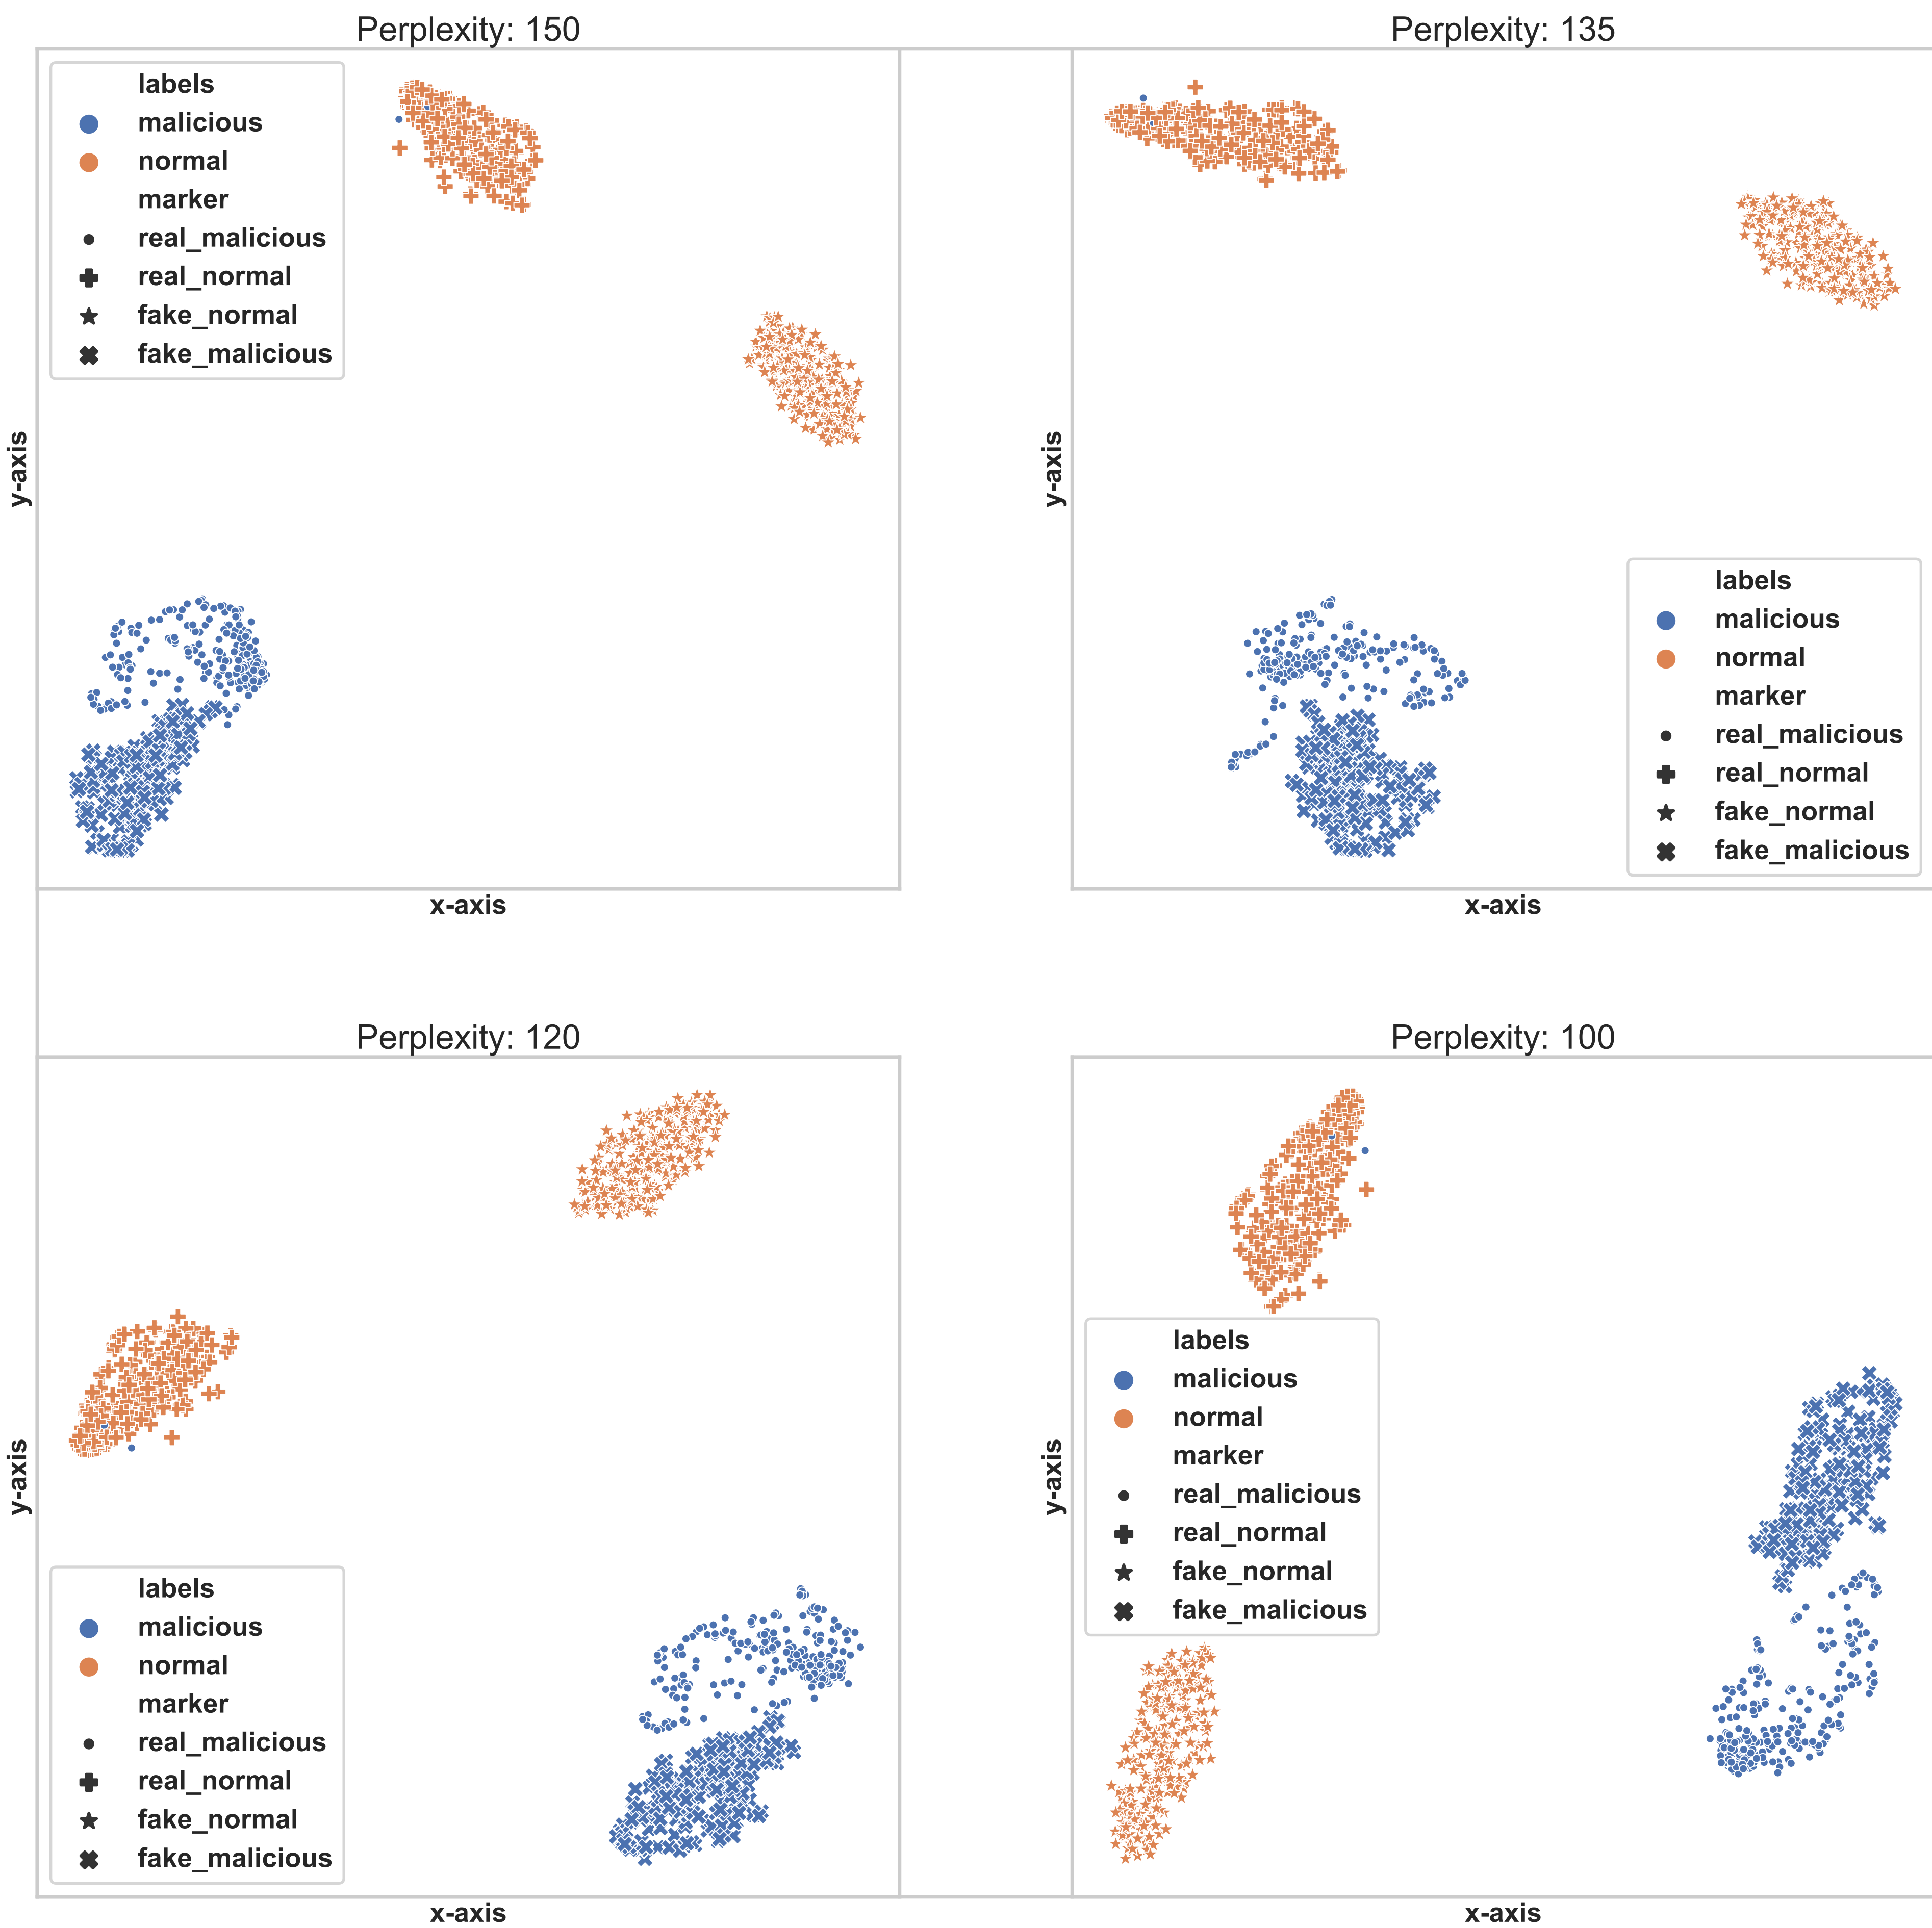 Perplexity: 150
labels
malicious
normal
marker
real_malicious
real_normal
fake_normal
fake_malicious
y-axis
x-axis
Perplexity: 135
y-axis
labels
malicious
normal
marker
real_malicious
real_normal
fake_normal
fake_malicious
x-axis
Perplexity: 120
y-axis
labels
malicious
normal
marker
real_malicious
real_normal
fake_normal
fake_malicious
x-axis
Perplexity: 100
labels
malicious
normal
marker
real_malicious
real_normal
fake_normal
fake_malicious
y-axis
x-axis